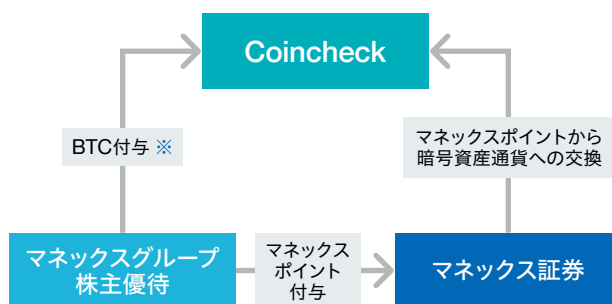 Coincheck
BTC付与 ※
マネックスポイントから
暗号資産通貨への交換
マネックスグループ
株主優待
マネックス
ポイント
付与
マネックス証券